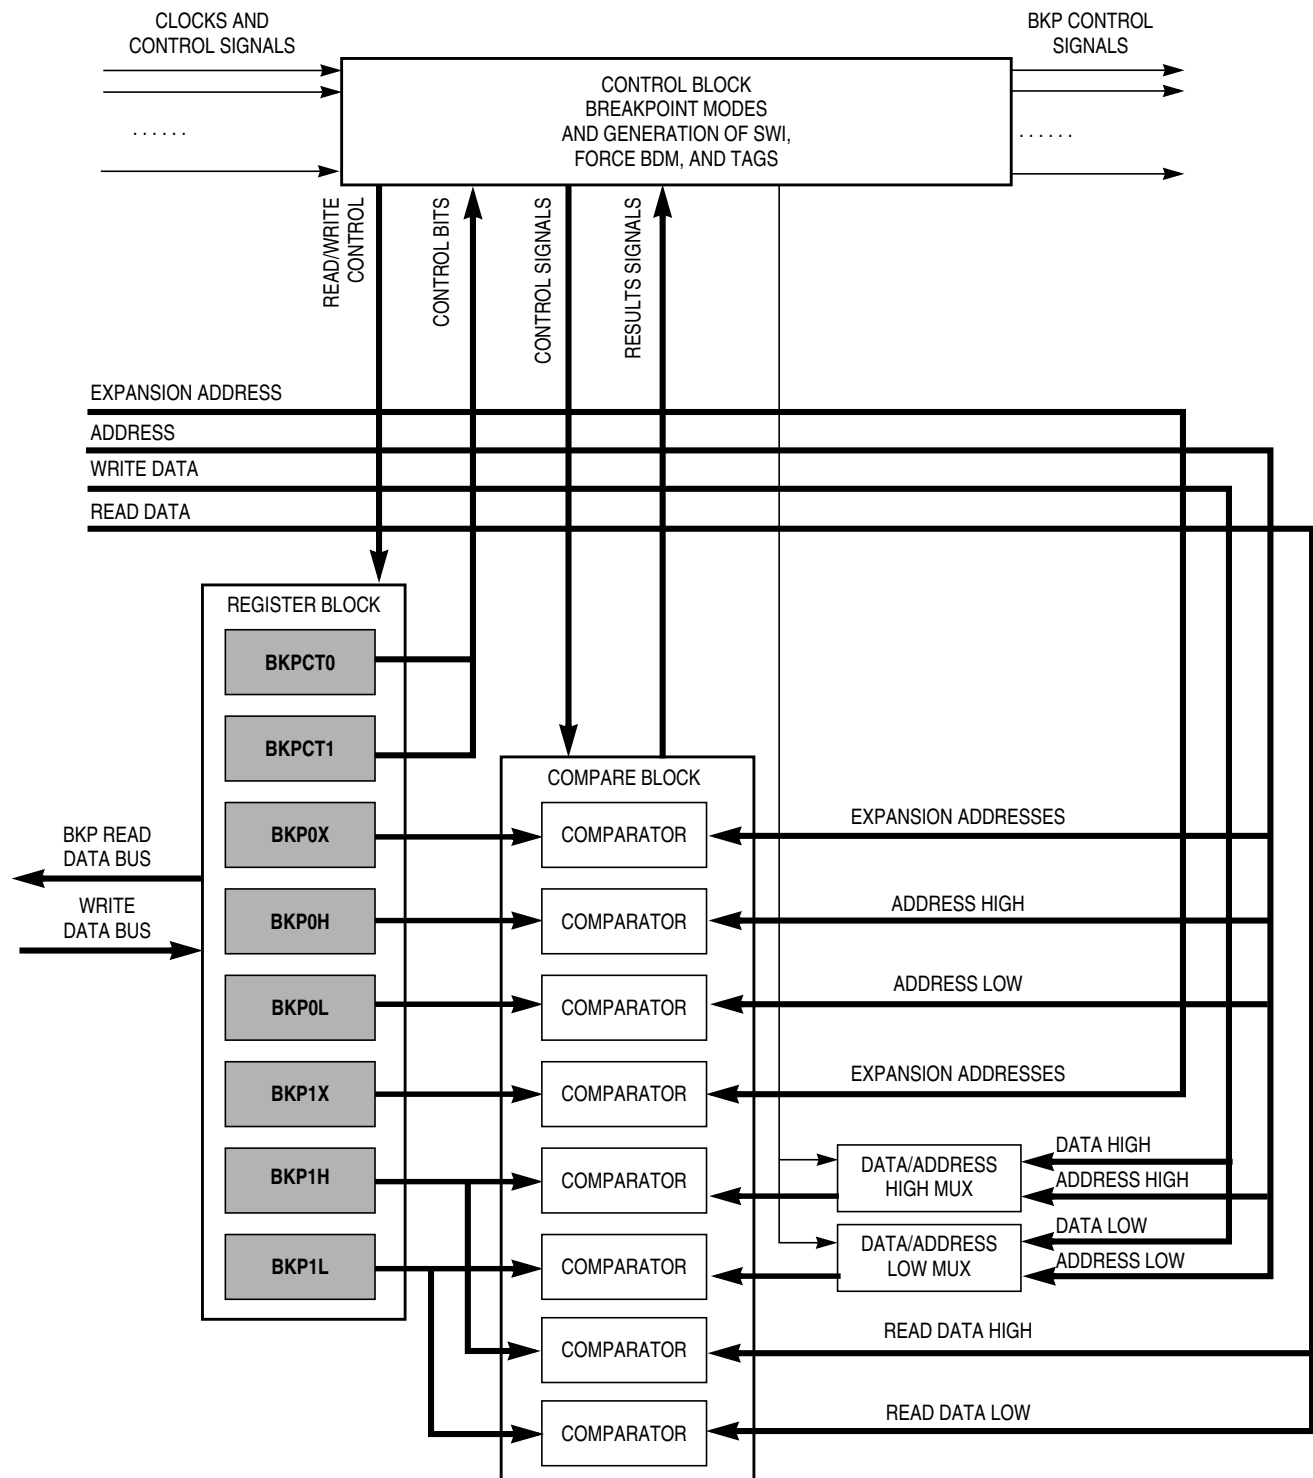 CLOCKS AND
CONTROL SIGNALS
BKP CONTROL
SIGNALS
CONTROL BLOCK
BREAKPOINT MODES
AND GENERATION OF SWI,
FORCE BDM, AND TAGS
. . . . . .
. . . . . .
READ/WRITE
CONTROL
CONTROL BITS
CONTROL SIGNALS
RESULTS SIGNALS
EXPANSION ADDRESS
ADDRESS
WRITE DATA
READ DATA
REGISTER BLOCK
BKPCT0
BKPCT1
COMPARE BLOCK
BKP0X
COMPARATOR
EXPANSION ADDRESSES
BKP READ
DATA BUS
WRITE
DATA BUS
BKP0H
COMPARATOR
ADDRESS HIGH
BKP0L
COMPARATOR
ADDRESS LOW
BKP1X
COMPARATOR
EXPANSION ADDRESSES
BKP1H
COMPARATOR
DATA/ADDRESS
HIGH MUX
DATA HIGH
ADDRESS HIGH
BKP1L
COMPARATOR
DATA/ADDRESS
LOW MUX
DATA LOW
ADDRESS LOW
COMPARATOR
READ DATA HIGH
COMPARATOR
READ DATA LOW